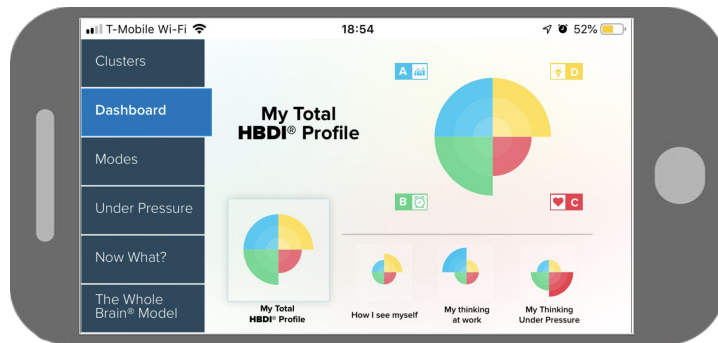 T-Mobile Wi-Fi 18:54 52%
Clusters
Dashboard
Modes
Under Pressure
Now What?
The Whole
Brain® Model
My Total
HBDI® Profile
A
D
B
C
My Total
HBDI® Profile
How I see myself
My thinking
at work
My Thinking
Under Pressure